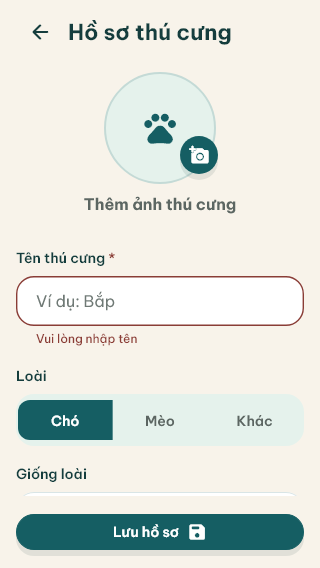 Hồ sơ thú cưng
Thêm ảnh thú cưng
Tên thú cưng *
Ví dụ: Bắp
Vui lòng nhập tên
Loài
Chó
Mèo
Khác
Giống loài
Lưu hồ sơ